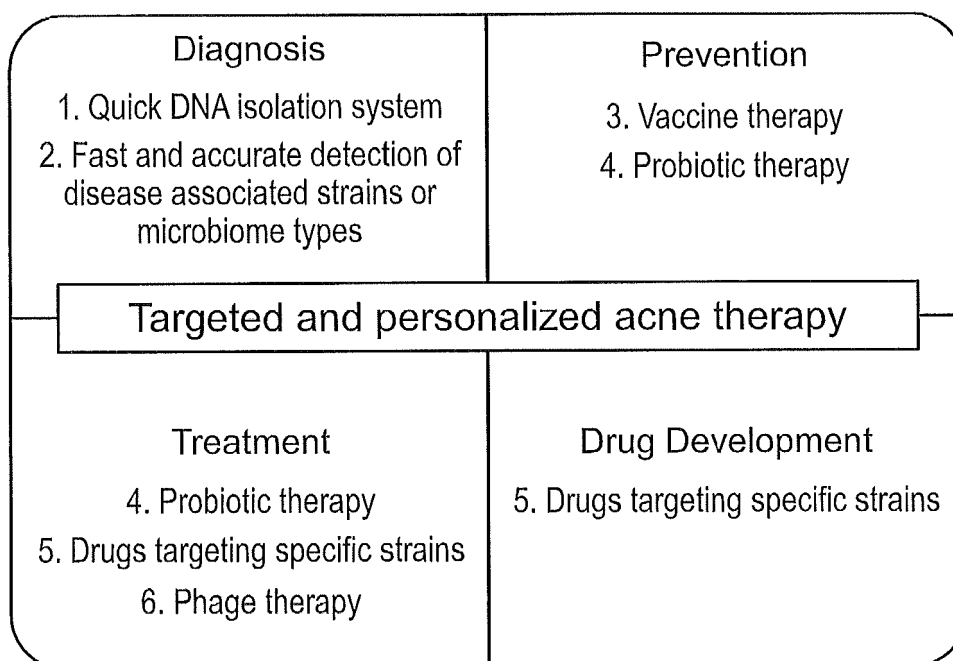 Diagnosis
1. Quick DNA isolation system
2. Fast and accurate detection of
disease associated strains or
microbiome types
Prevention
3. Vaccine therapy
4. Probiotic therapy
Targeted and personalized acne therapy
Treatment
4. Probiotic therapy
5. Drugs targeting specific strains
6. Phage therapy
Drug Development
5. Drugs targeting specific strains